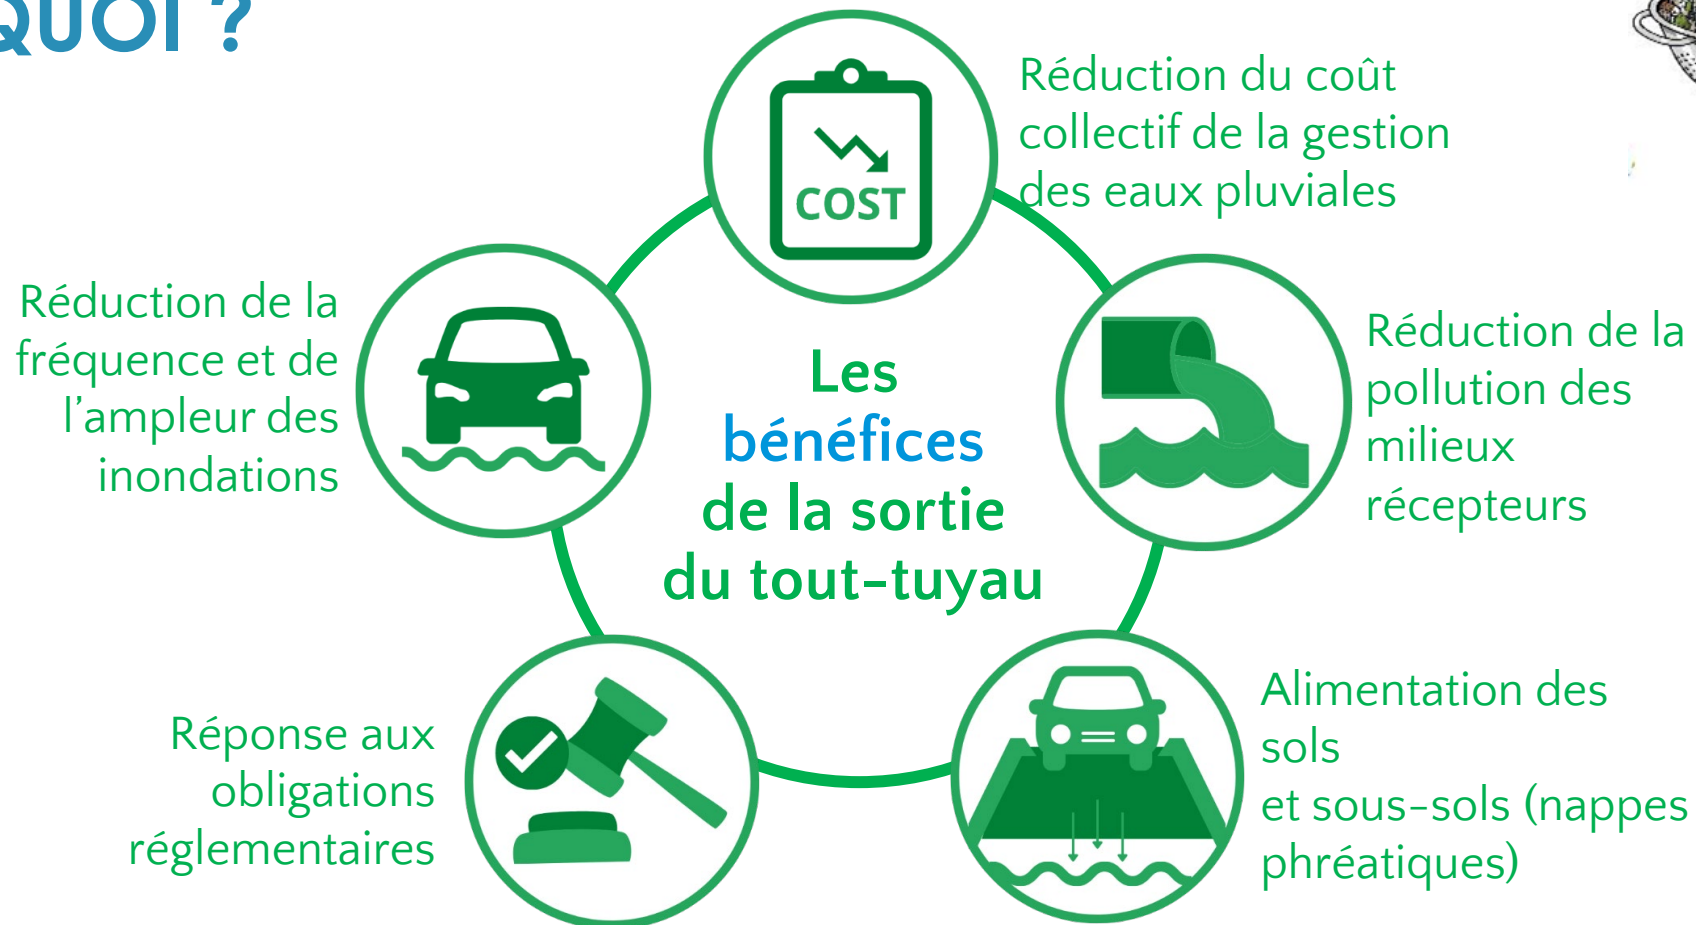 QUOI ?
Réduction du coût
collectif de la gestion
des eaux pluviales
COST
Réduction de la
fréquence et de
l’ampleur des
inondations
Les
bénéfices
de la sortie
du tout-tuyau
Réduction de la
pollution des
milieux
récepteurs
Réponse aux
obligations
réglementaires
Alimentation des
sols
et sous-sols (nappes
phréatiques)